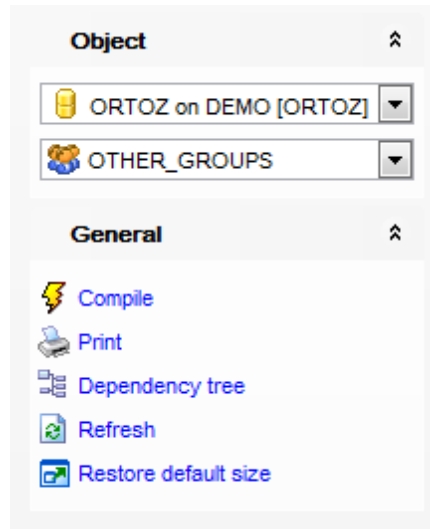 Object
ORTOZ on DEMO [ORTOZ]
OTHER_GROUPS
General
Compile
Print
Dependency tree
Refresh
Restore default size